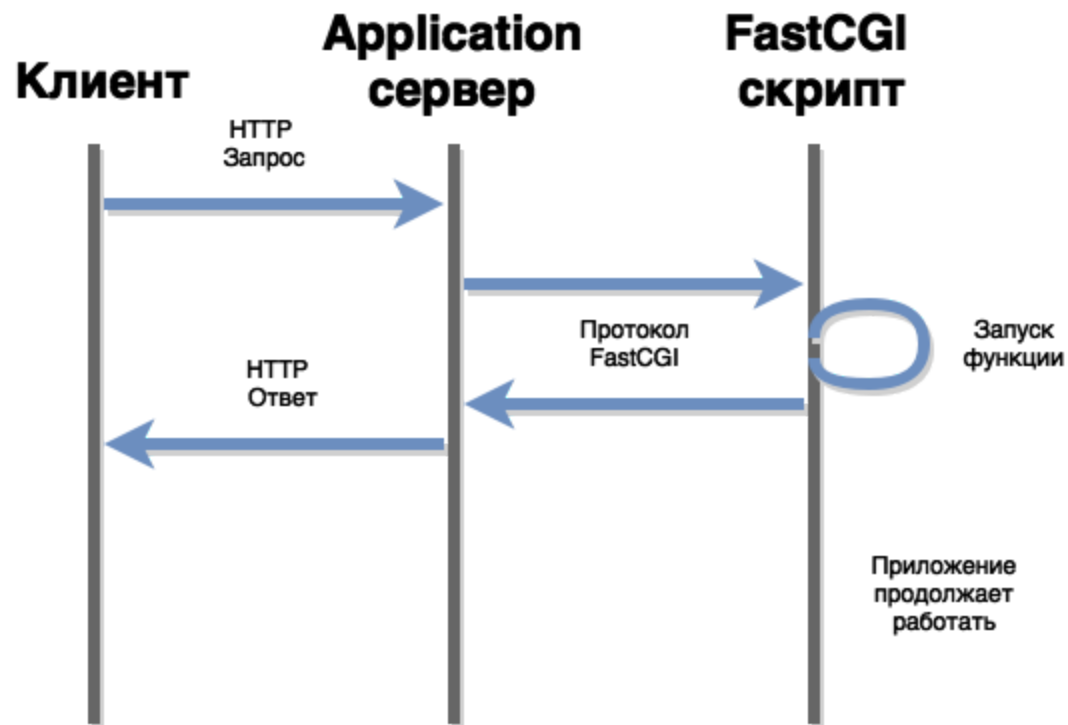 Клиент
Application
сервер
FastCGI
скрипт
HTTP
Запрос
Протокол
FastCGI
Запуск
функции
HTTP
Ответ
Приложение
продолжает
работать